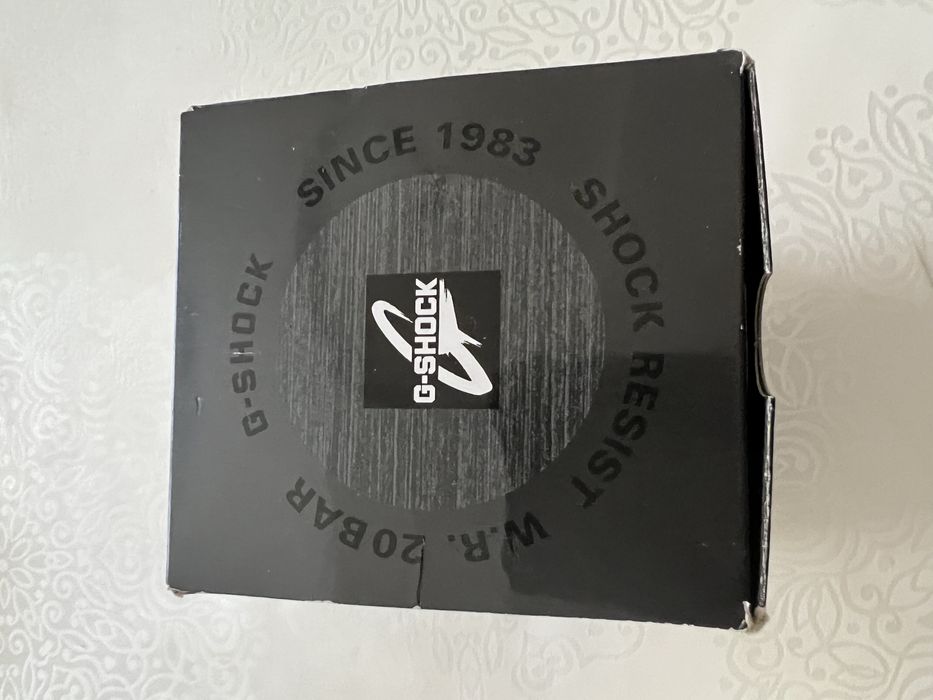 G-SHOCK
SINCE 1983
SHOCK RESIST
W.R. 20BAR
G-SHOCK